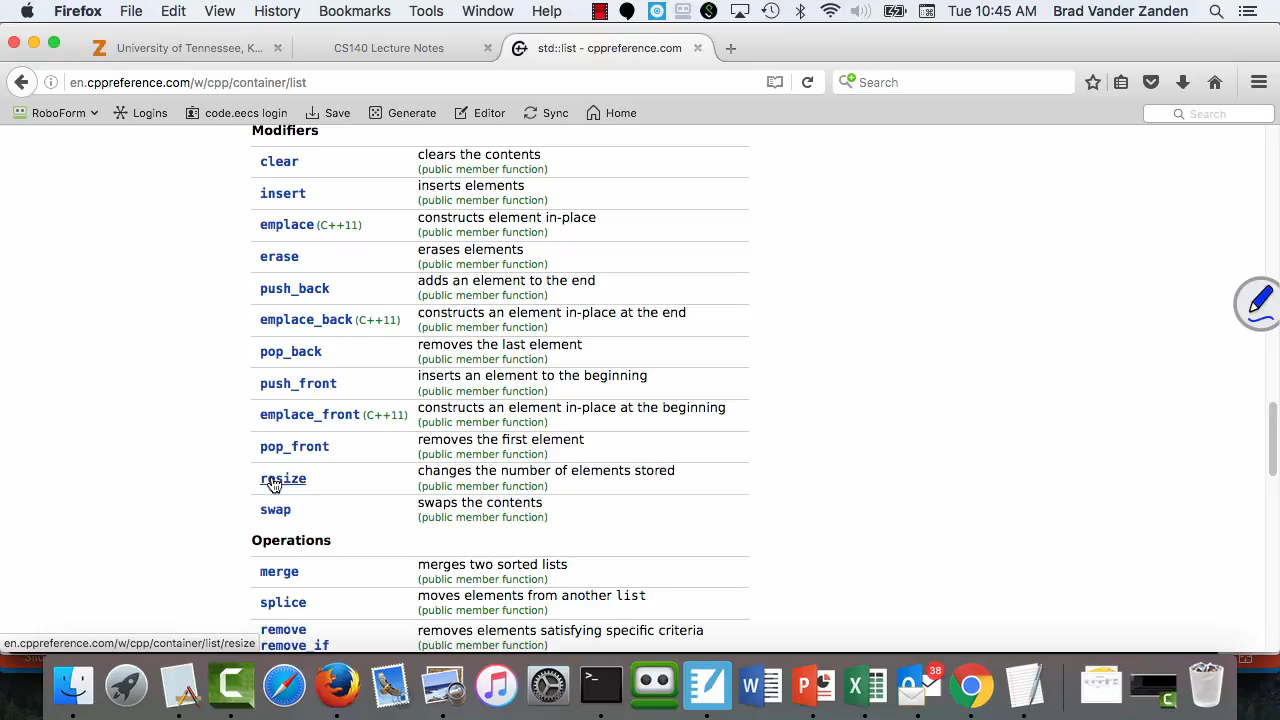 Firefox File Edit View History Bookmarks Tools Window Help Tue 10:45 AM Brad Vander Zanden
University of Tennessee, K... CS140 Lecture Notes std::list - cppreference.com
en.cppreference.com/w/cpp/container/list Search
RoboForm Logins code.eecs login Save Generate Editor Sync Home Search
Modifiers
clear clears the contents
(public member function)
insert inserts elements
(public member function)
emplace (C++11) constructs element in-place
(public member function)
erase erases elements
(public member function)
push_back adds an element to the end
(public member function)
emplace_back (C++11) constructs an element in-place at the end
(public member function)
pop_back removes the last element
(public member function)
push_front inserts an element to the beginning
(public member function)
emplace_front (C++11) constructs an element in-place at the beginning
(public member function)
pop_front removes the first element
(public member function)
resize changes the number of elements stored
(public member function)
swap swaps the contents
(public member function)
Operations
merge merges two sorted lists
(public member function)
splice moves elements from another list
(public member function)
remove removes elements satisfying specific criteria
remove_if (public member function)
en.cppreference.com/w/cpp/container/list/resize
38